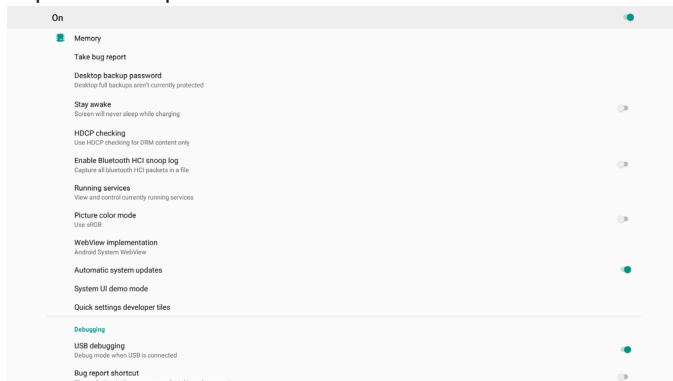 On
Memory
Take bug report
Desktop backup password
Desktop full backups aren't currently protected
Stay awake
Screen will never sleep while charging
HDCP checking
Use HDCP checking for DRM content only
Enable Bluetooth HCI snoop log
Capture all bluetooth HCI packets in a file
Running services
View and control currently running services
Picture color mode
Use sRGB
WebView implementation
Android System WebView
Automatic system updates
System UI demo mode
Quick settings developer tiles
Debugging
USB debugging
Debug mode when USB is connected
Bug report shortcut